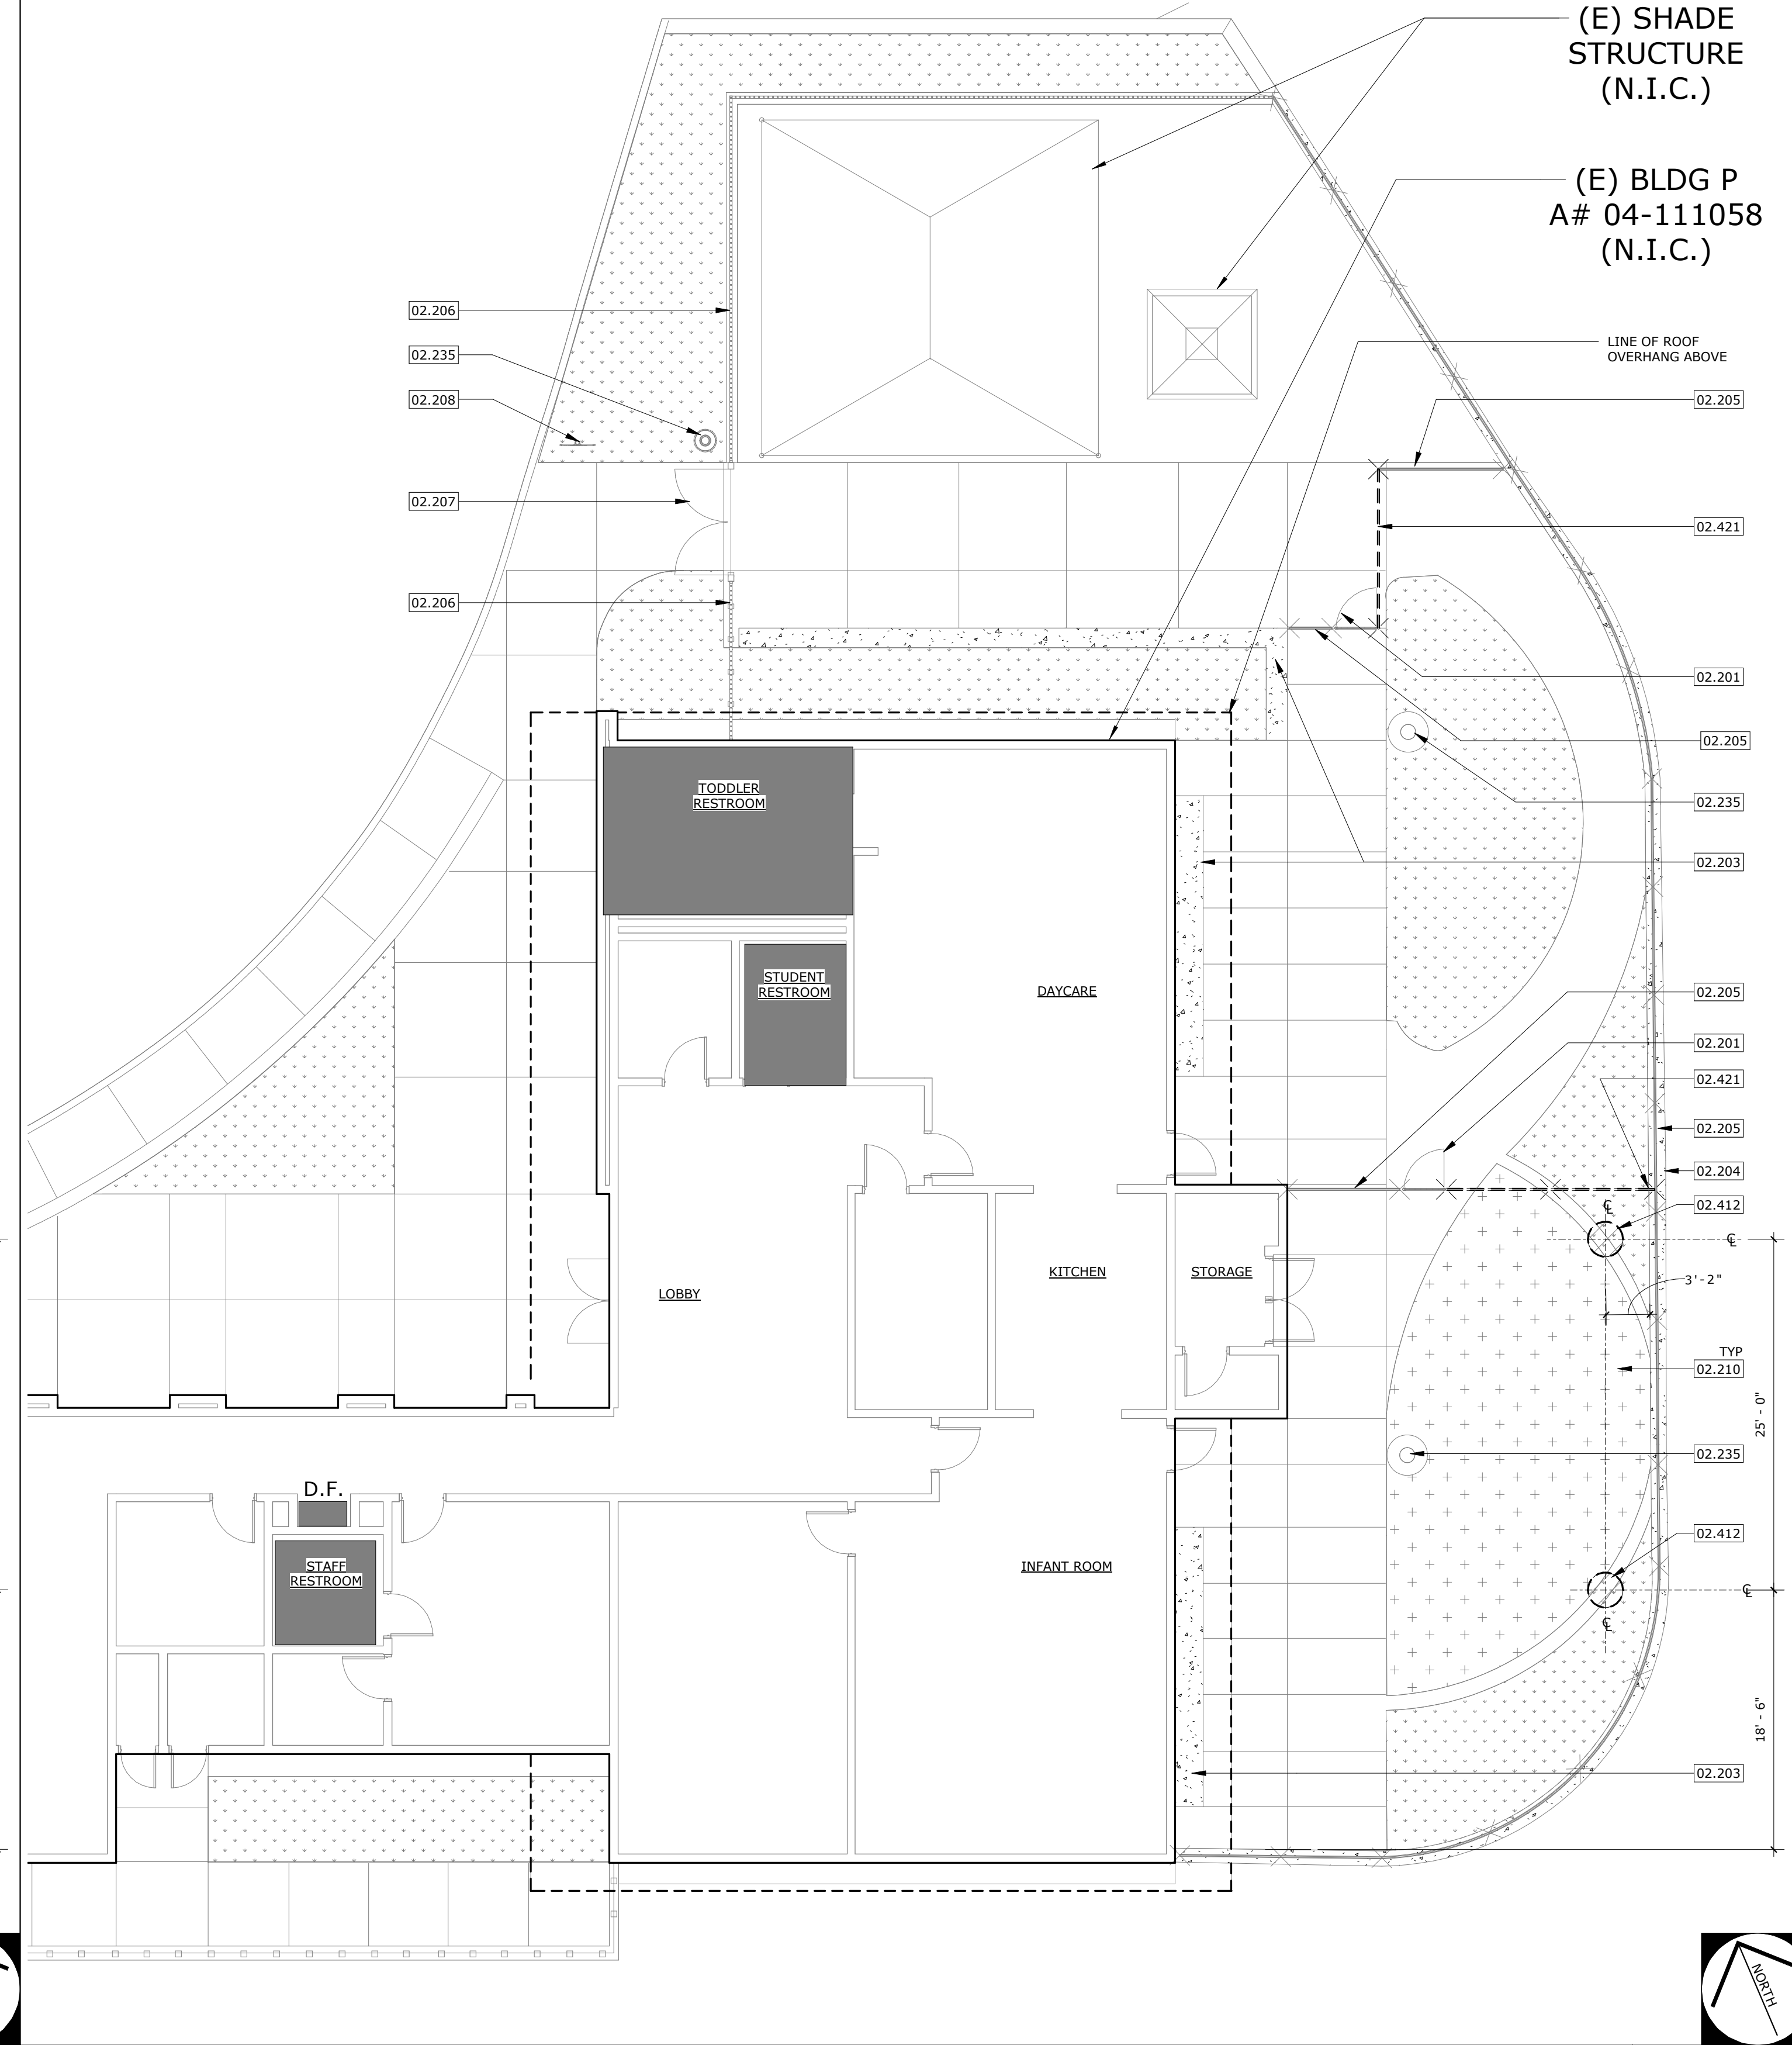 (E) SHADE
STRUCTURE
(N.I.C.)
(E) BLDG P
A# 04-111058
(N.I.C.)
02.206
LINE OF ROOF
OVERHANG ABOVE
02.235
02.208
02.205
02.207
02.421
02.206
02.201
02.205
TODDLER
RESTROOM
02.235
02.203
STUDENT
RESTROOM
DAYCARE
02.205
02.201
02.421
02.205
02.204
02.412
℄
℄
KITCHEN
STORAGE
3'-2"
LOBBY
TYP
02.210
25' - 0"
02.235
D.F.
02.412
STAFF
RESTROOM
INFANT ROOM
℄
℄
18' - 6"
02.203
NORTH